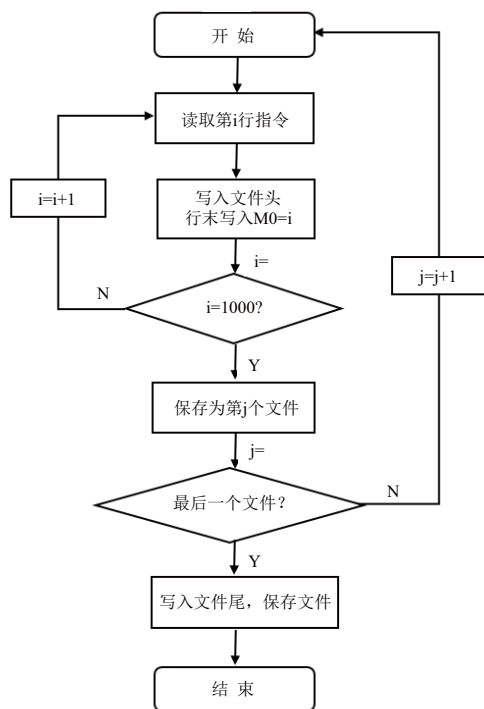 开 始
读取第i行指令
i=i+1
写入文件头
行末写入M0=i
i=
j=j+1
N
i=1000?
Y
保存为第j个文件
j=
最后一个文件？
N
Y
写入文件尾，保存文件
结 束